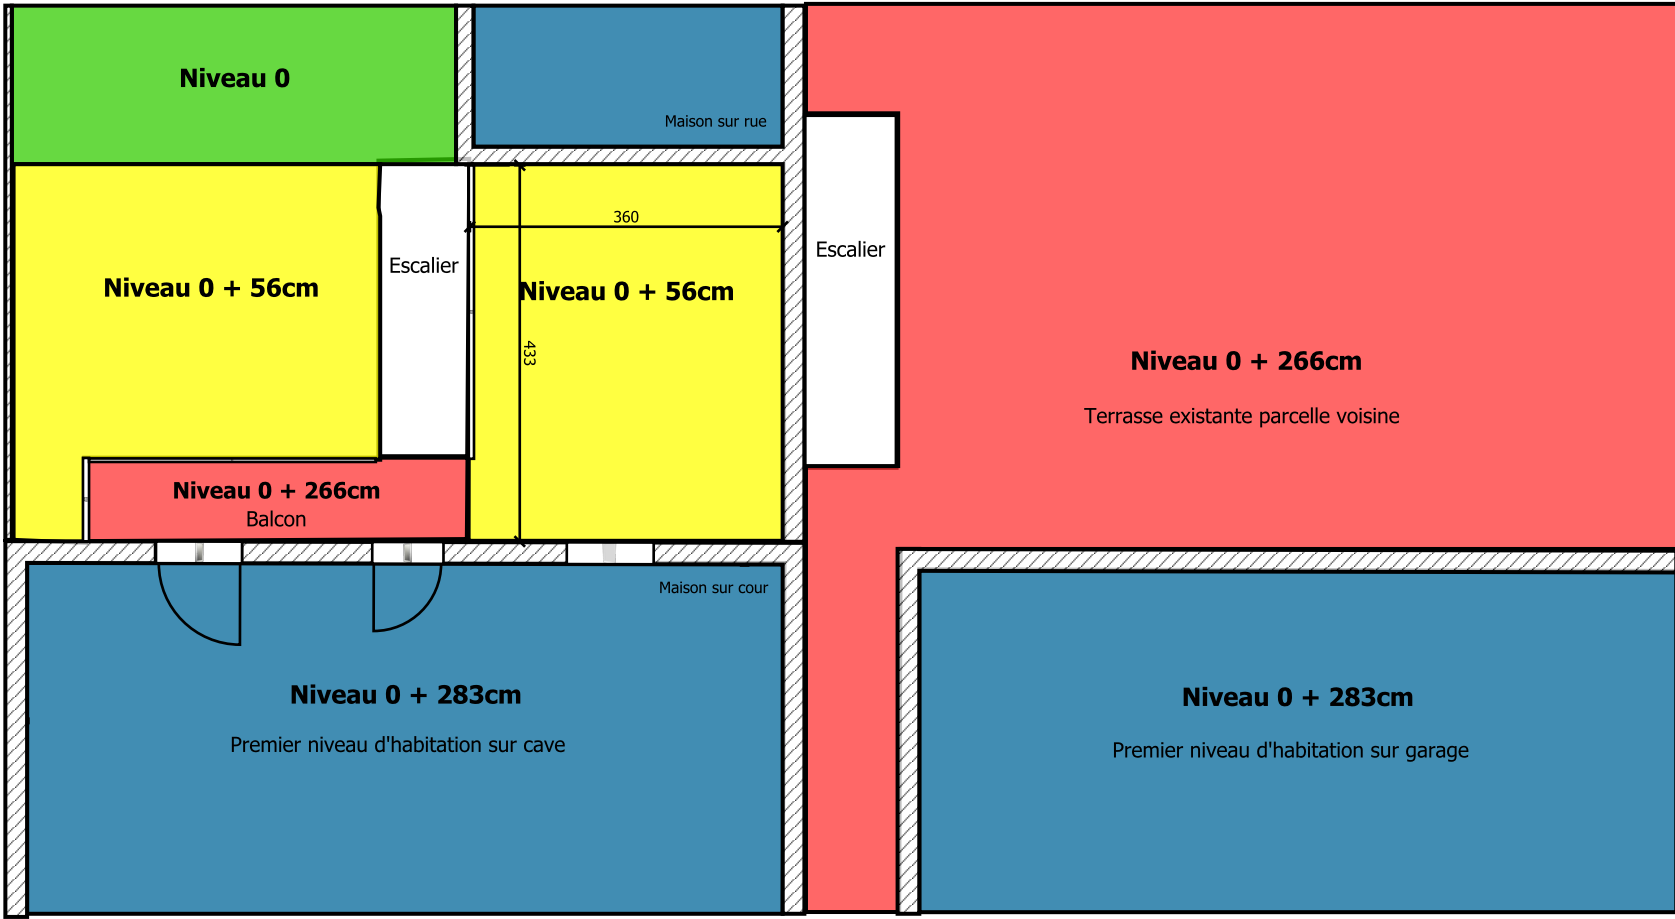 Niveau 0
Maison sur rue
360
Escalier
Escalier
Niveau 0 + 56cm
Niveau 0 + 56cm
433
Niveau 0 + 266cm
Terrasse existante parcelle voisine
Niveau 0 + 266cm
Balcon
Maison sur cour
Niveau 0 + 283cm
Premier niveau d'habitation sur cave
Niveau 0 + 283cm
Premier niveau d'habitation sur garage